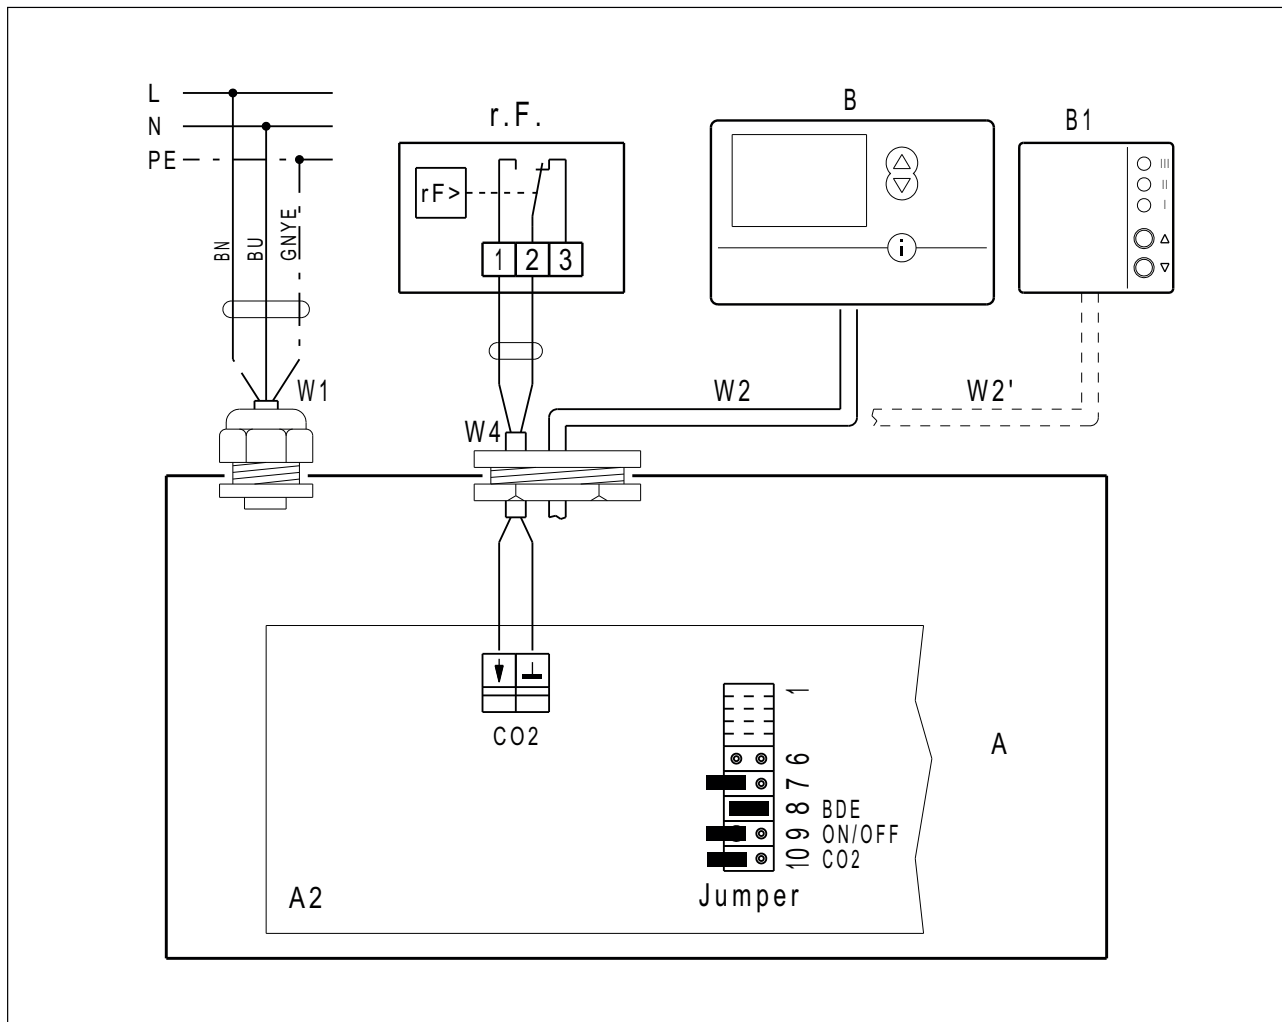 L
N
PE
BN
BU
GNYE
W1
r.F.
rF>
1 2 3
W4
B
i
B1
III
II
I
W2
W2'
CO2
A
A2
1
6
7
8 BDE
9 ON/OFF
10 CO2
Jumper